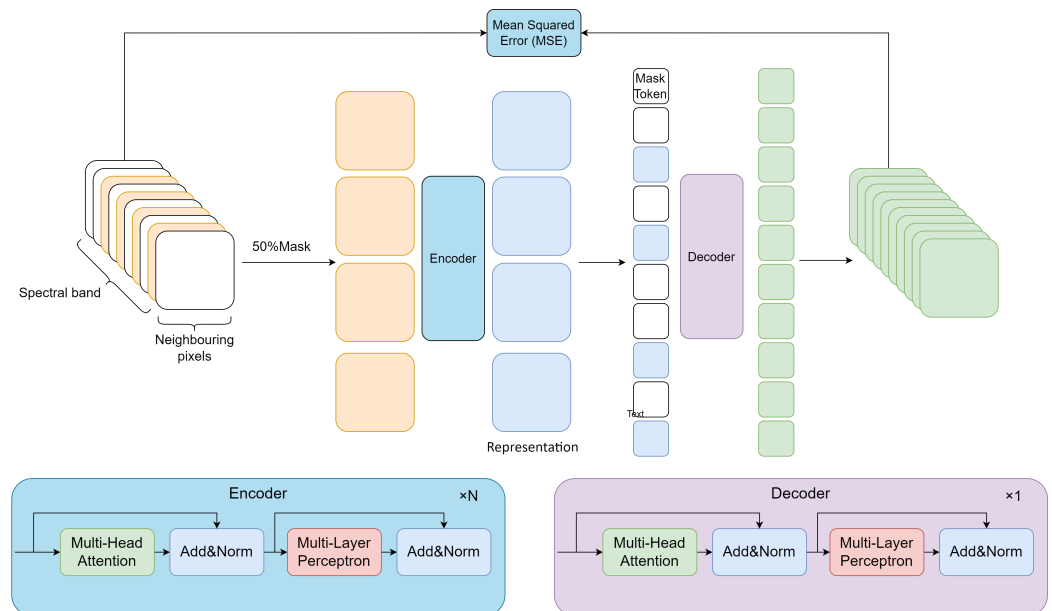 Mean Squared
Error (MSE)
Mask
Token
50%Mask
Encoder
Decoder
Spectral band
Neighbouring
pixels
Text
Representation
Encoder
×N
Multi-Head
Attention
Add&Norm
Multi-Layer
Perceptron
Add&Norm
Decoder
×1
Multi-Head
Attention
Add&Norm
Multi-Layer
Perceptron
Add&Norm